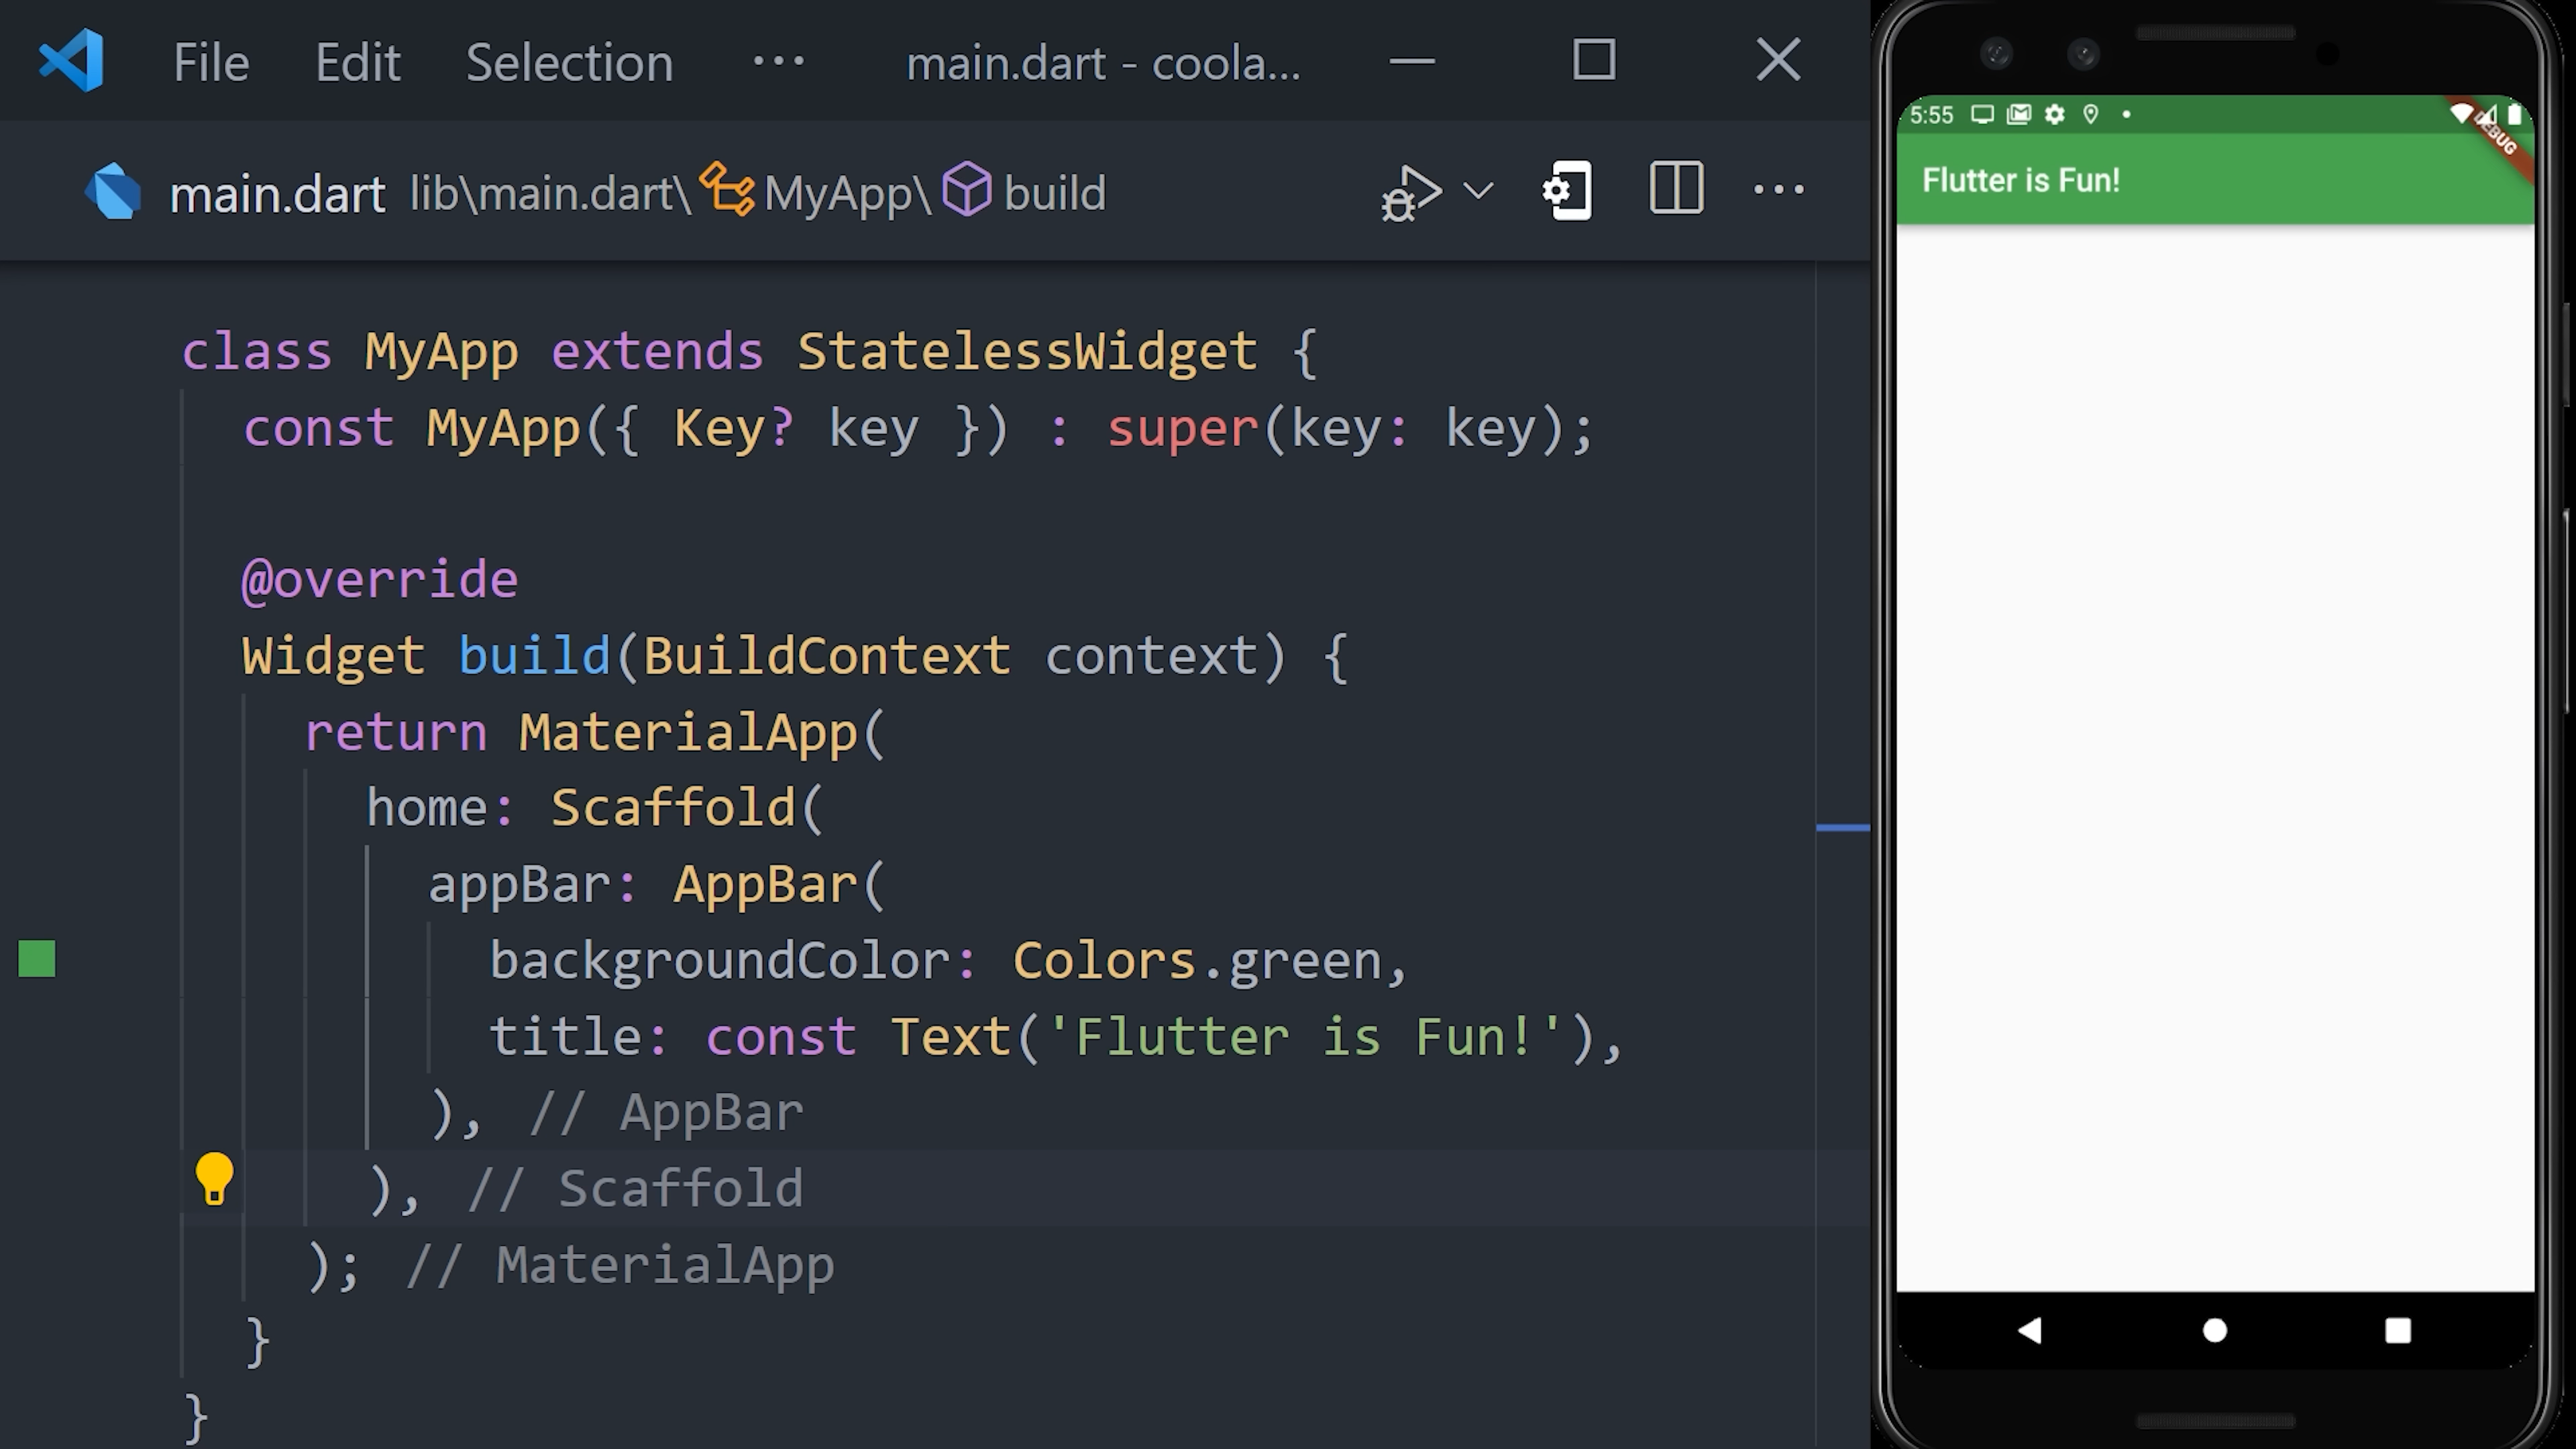 File Edit Selection ··· main.dart - coola...
main.dart lib\main.dart\ MyApp\ build
class MyApp extends StatelessWidget {
const MyApp({ Key? key }) : super(key: key);
@override
Widget build(BuildContext context) {
return MaterialApp(
home: Scaffold(
appBar: AppBar(
backgroundColor: Colors.green,
title: const Text('Flutter is Fun!'),
), // AppBar
), // Scaffold
); // MaterialApp
}
}
5:55
DEBUG
Flutter is Fun!